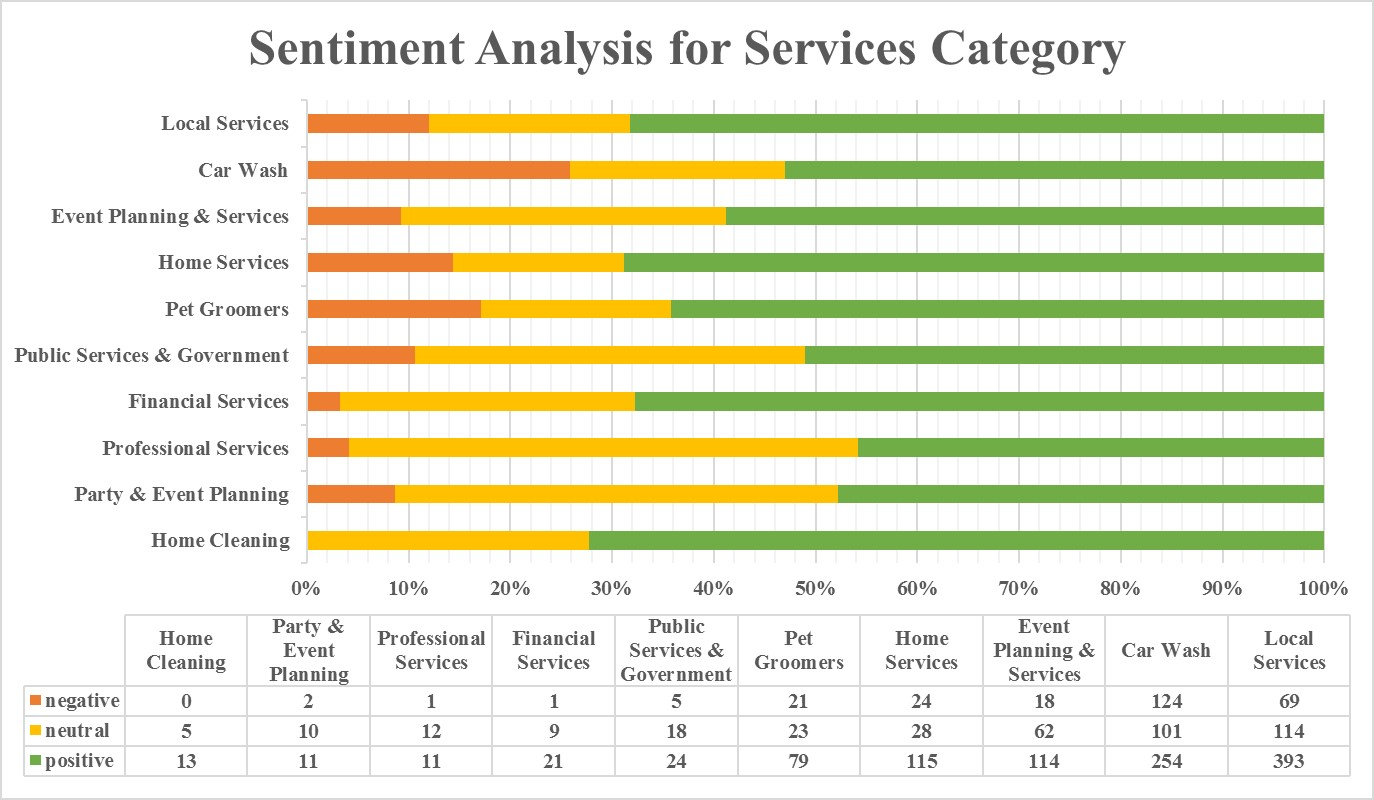 Sentiment Analysis for Services Category
Local Services
Car Wash
Event Planning & Services
Home Services
Pet Groomers
Public Services & Government
Financial Services
Professional Services
Party & Event Planning
Home Cleaning
0% 10% 20% 30% 40% 50% 60% 70% 80% 90% 100%
Home Cleaning Party & Event Planning Professional Services Financial Services Public Services & Government Pet Groomers Home Services Event Planning & Services Car Wash Local Services
negative 0 2 1 1 5 21 24 18 124 69
neutral 5 10 12 9 18 23 28 62 101 114
positive 13 11 11 21 24 79 115 114 254 393